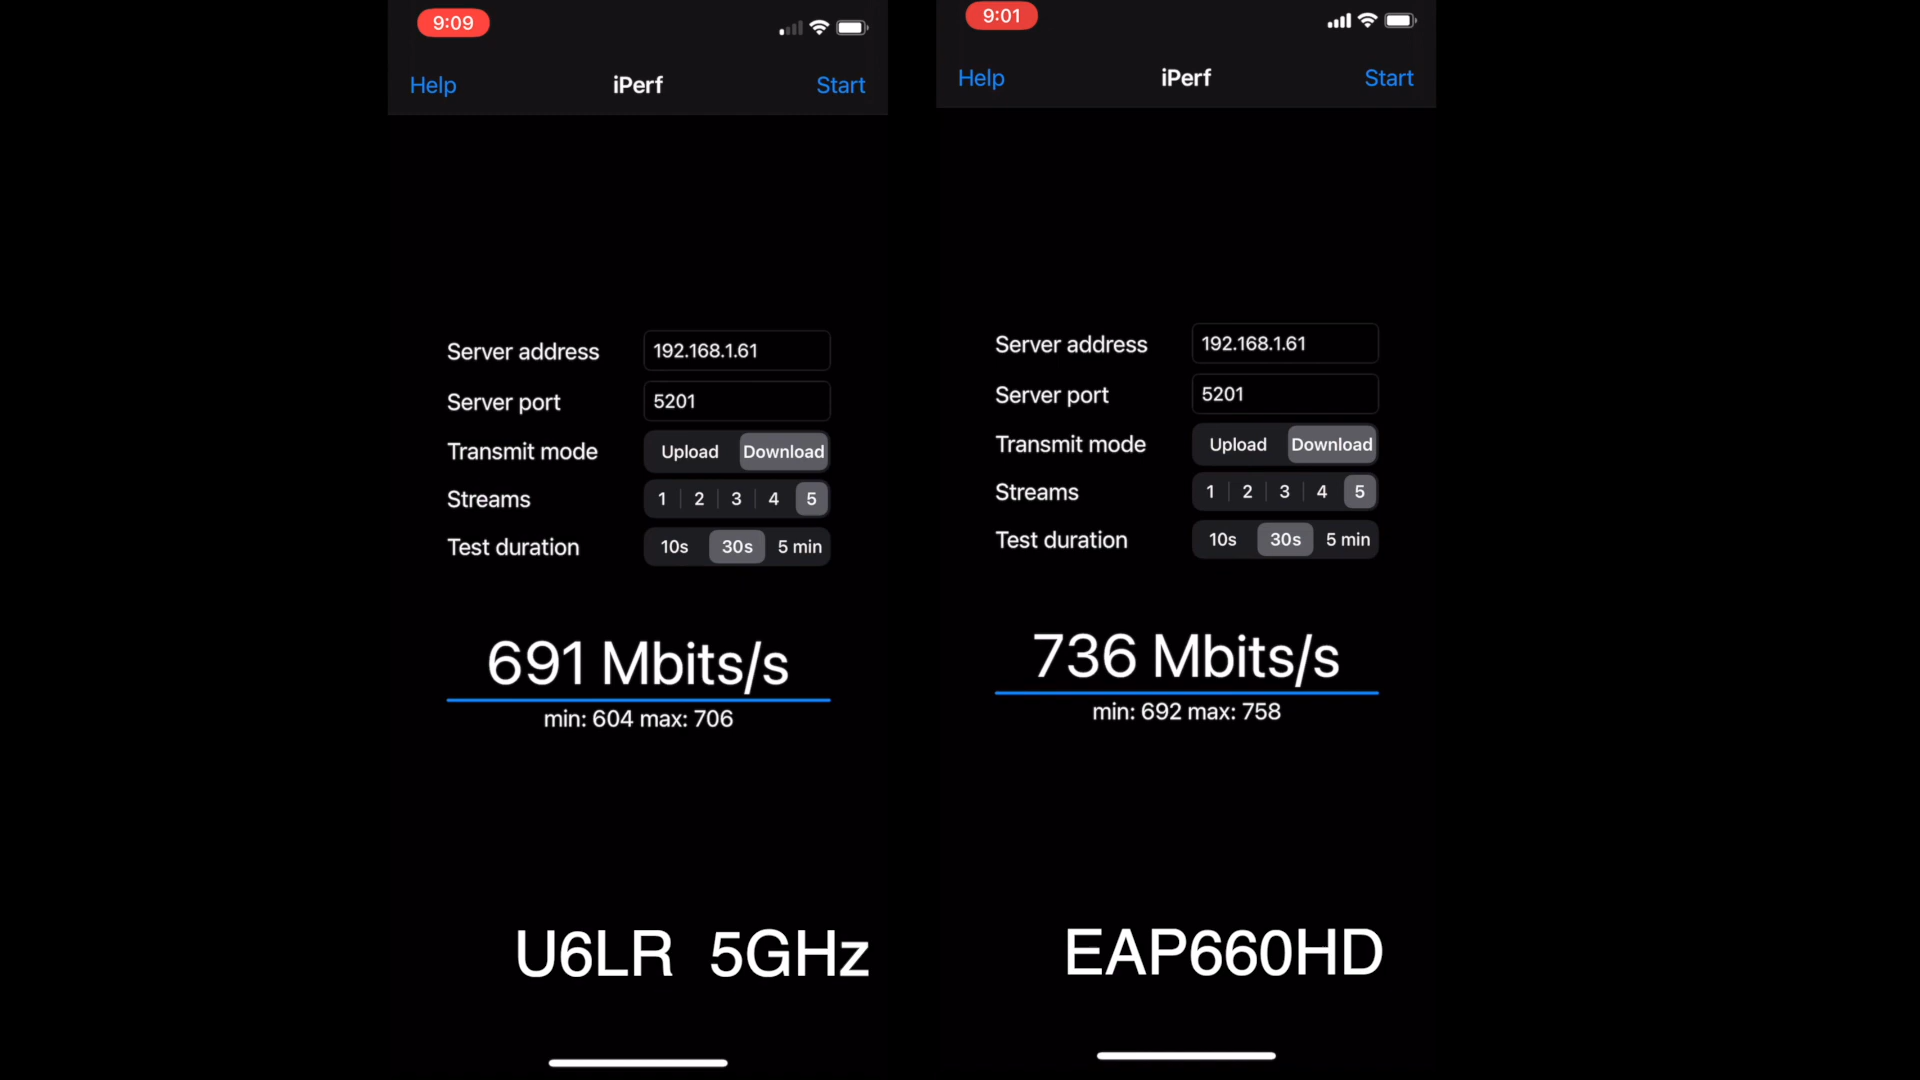 9:09
Help
iPerf
Start
Server address
192.168.1.61
Server port
5201
Transmit mode
Upload Download
Streams
1 2 3 4 5
Test duration
10s 30s 5 min
691 Mbits/s
min: 604 max: 706
U6LR 5GHz
9:01
Help
iPerf
Start
Server address
192.168.1.61
Server port
5201
Transmit mode
Upload Download
Streams
1 2 3 4 5
Test duration
10s 30s 5 min
736 Mbits/s
min: 692 max: 758
EAP660HD